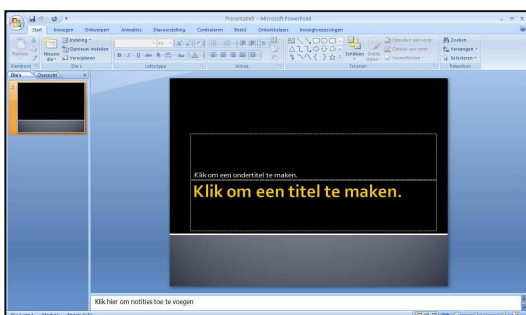 Presentatie9 - Microsoft PowerPoint
Start Invoegen Ontwerpen Animaties Diavoorstelling Controleren Beeld Ontwikkelaars Invoegtoepassingen
Plakken
Nieuwe dia
Indeling
Opnieuw instellen
Verwijderen
Schikken Snelle stijlen
Opvullen van vorm
Omtrek van vorm
Vormeffecten
Zoeken
Vervangen
Selecteren
Klembord Dia's Lettertype Alinea Tekenen Bewerken
Dia's Overzicht
1
Klik om een ondertitel te maken.
Klik om een titel te maken.
Klik hier om notities toe te voegen